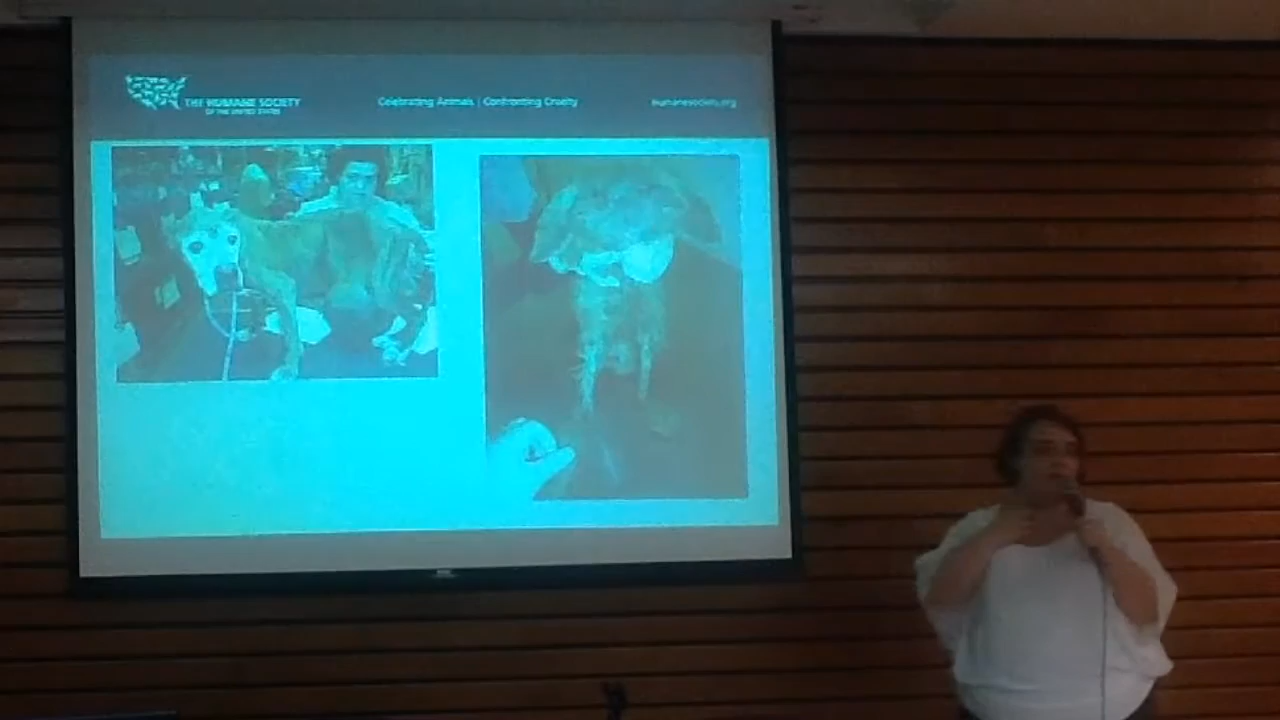 THE HUMANE SOCIETY
OF THE UNITED STATES
Celebrating Animals | Confronting Cruelty
humanesociety.org